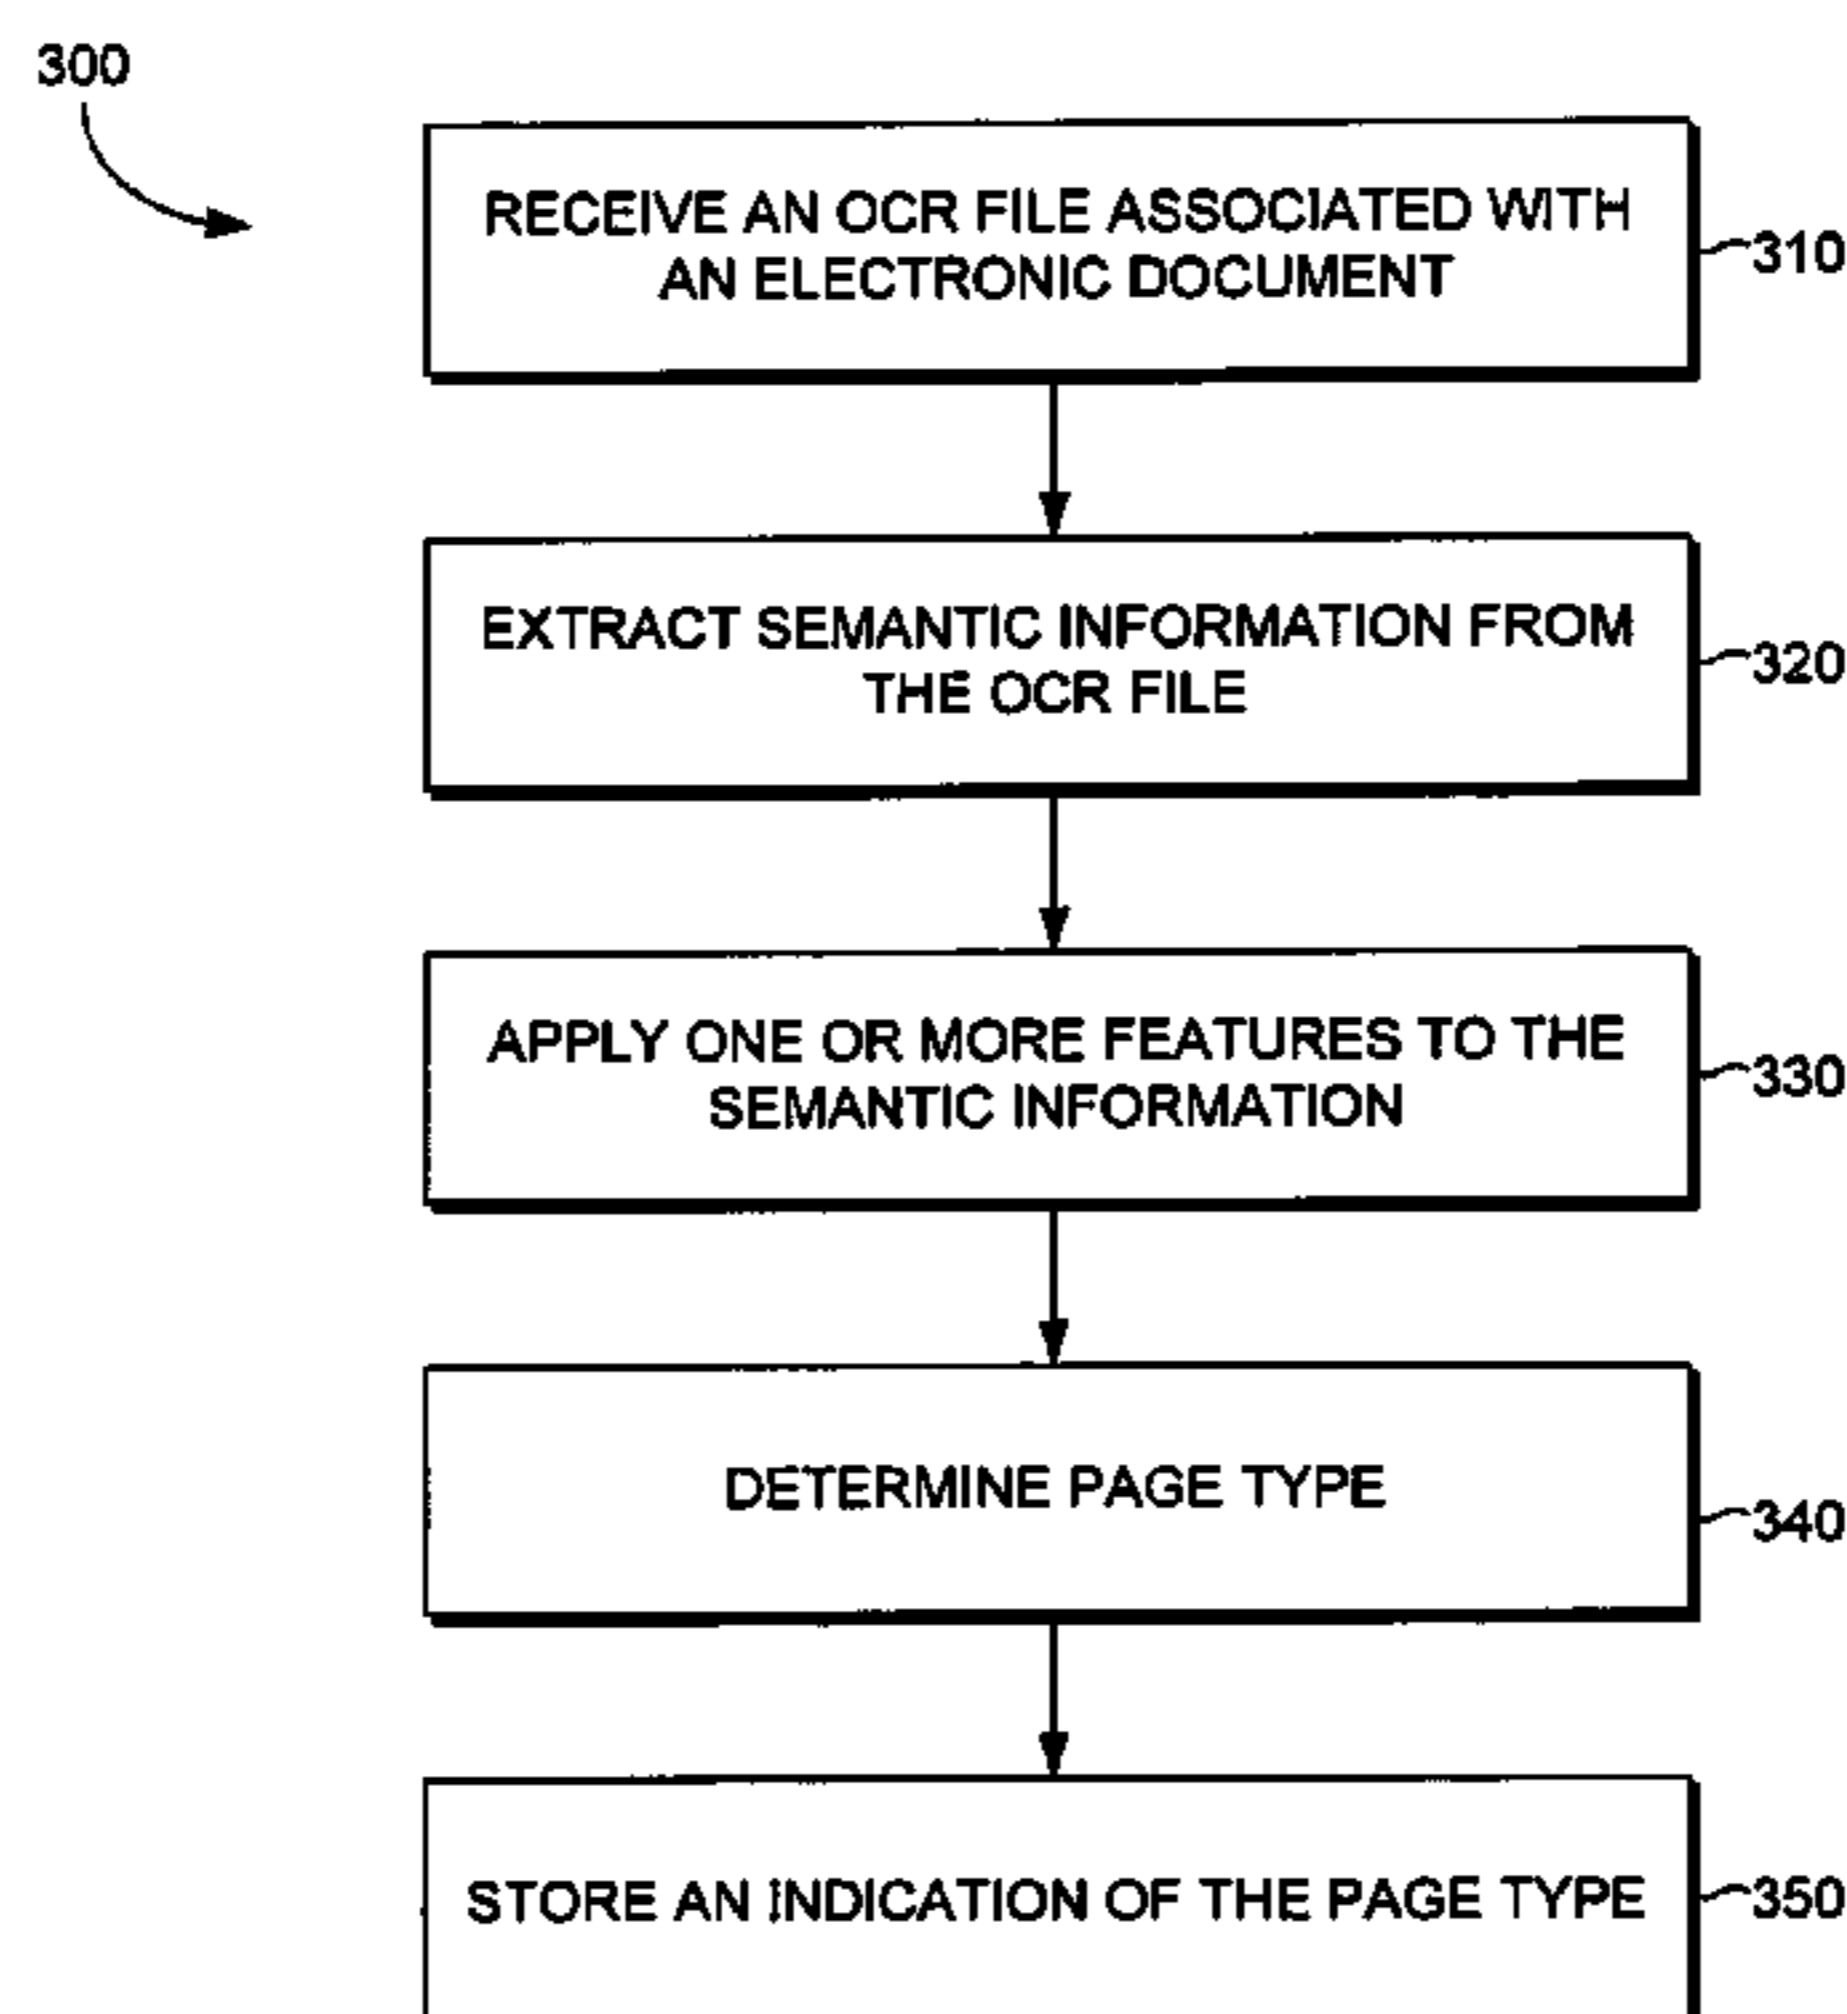 300
RECEIVE AN OCR FILE ASSOCIATED WITH
AN ELECTRONIC DOCUMENT
310
EXTRACT SEMANTIC INFORMATION FROM
THE OCR FILE
320
APPLY ONE OR MORE FEATURES TO THE
SEMANTIC INFORMATION
330
DETERMINE PAGE TYPE
340
STORE AN INDICATION OF THE PAGE TYPE
350